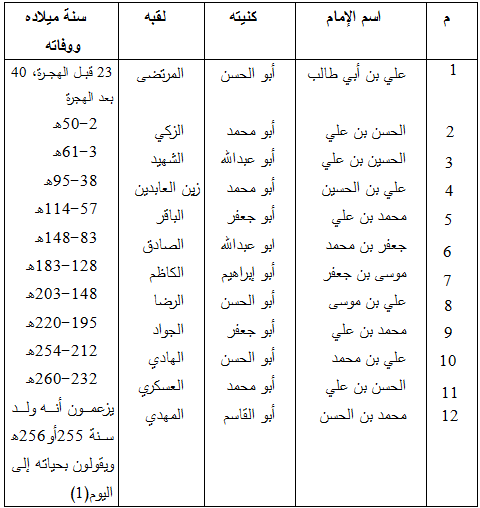 م اسم الإمام كنيته لقبه سنة ميلاده ووفاته
1 علي بن أبي طالب أبو الحسن المرتضى 23 قبل الهجرة، 40 بعد الهجرة
2 الحسن بن علي أبو محمد الزكي 2–50هـ
3 الحسين بن علي أبو عبدالله الشهيد 3–61هـ
4 علي بن الحسين أبو محمد زين العابدين 38–95هـ
5 محمد بن علي أبو جعفر الباقر 57–114هـ
6 جعفر بن محمد ابو عبدالله الصادق 83–148هـ
7 موسى بن جعفر أبو إبراهيم الكاظم 128–183هـ
8 علي بن موسى أبو الحسن الرضا 148–203هـ
9 محمد بن علي أبو جعفر الجواد 195–220هـ
10 علي بن محمد أبو الحسن الهادي 212–254هـ
11 الحسن بن علي أبو محمد العسكري 232–260هـ
12 محمد بن الحسن أبو القاسم المهدي يزعمون أنه ولد
سنة 255أو256هـ
ويقولون بحياته إلى
اليوم(1)